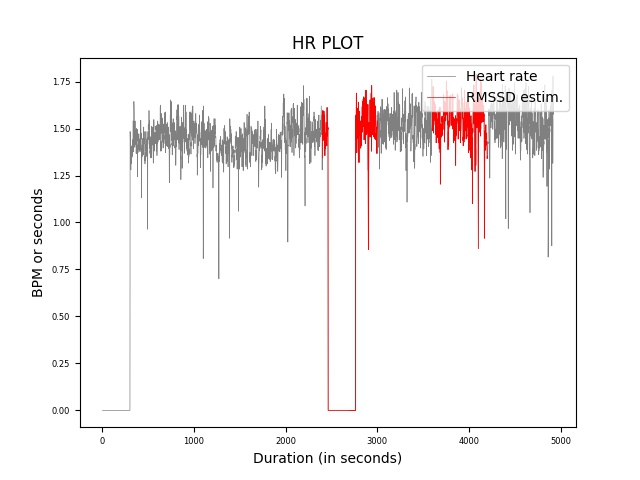 HR PLOT
Heart rate
RMSSD estim.
BPM or seconds
1.75
1.50
1.25
1.00
0.75
0.50
0.25
0.00
0
1000
2000
3000
4000
5000
Duration (in seconds)